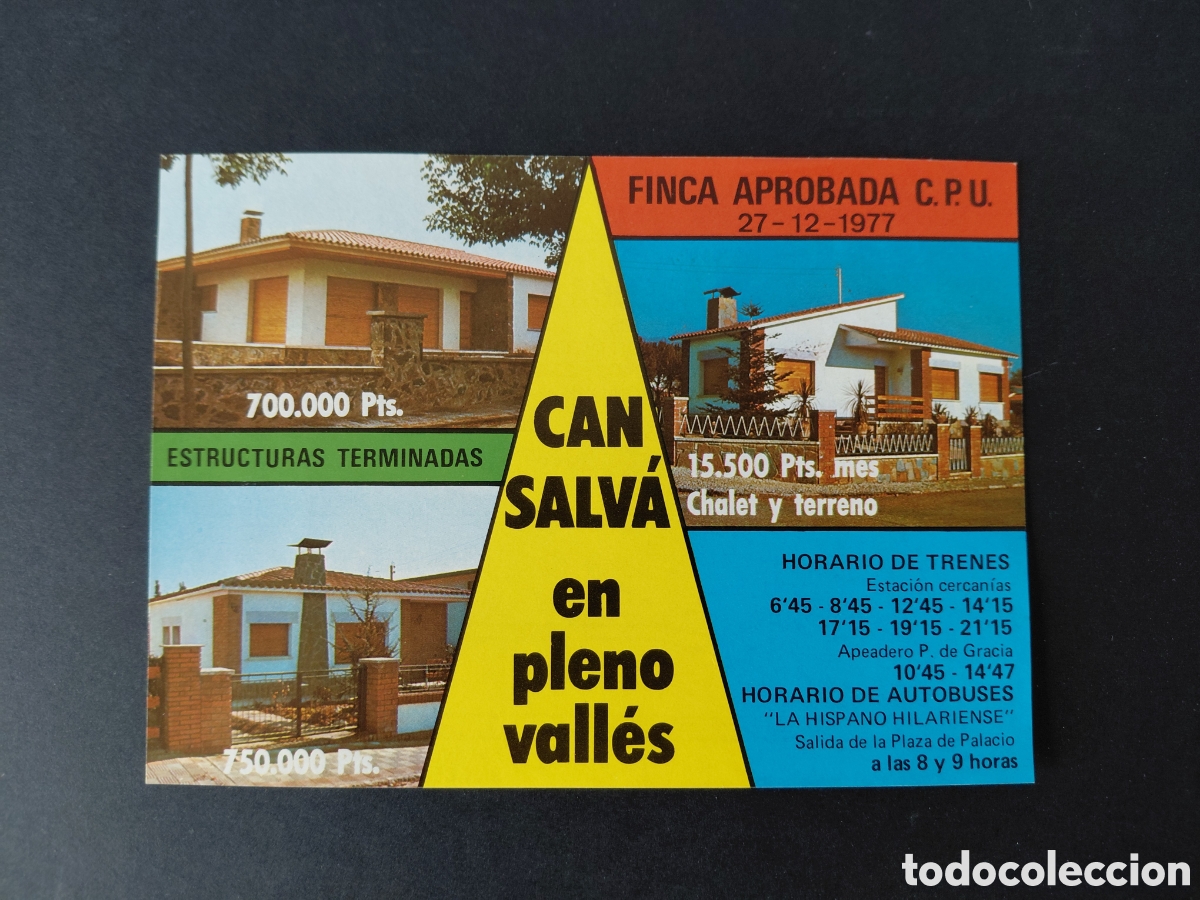 700.000 Pts.
ESTRUCTURAS TERMINADAS
750.000 Pts.
CAN
SALVÁ
en
pleno
vallés
FINCA APROBADA C.P.U.
27-12-1977
15.500 Pts. mes
Chalet y terreno
HORARIO DE TRENES
Estación cercanías
6'45 - 8'45 - 12'45 - 14'15
17'15 - 19'15 - 21'15
Apeadero P. de Gracia
10'45 - 14'47
HORARIO DE AUTOBUSES
"LA HISPANO HILARIENSE"
Salida de la Plaza de Palacio
a las 8 y 9 horas
todocoleccion